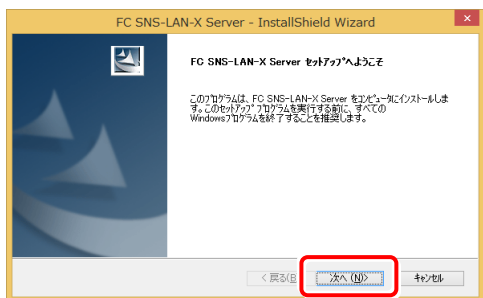 FC SNS-LAN-X Server - InstallShield Wizard
FC SNS-LAN-X Server ｾｯﾄｱｯﾌﾟへようこそ
このﾌﾟﾛｸﾞﾗﾑは、FC SNS-LAN-X Server をｺﾝﾋﾟｭｰﾀにｲﾝｽﾄｰﾙしま
す。このｾｯﾄｱｯﾌﾟ ﾌﾟﾛｸﾞﾗﾑを実行する前に、すべての
Windowsﾌﾟﾛｸﾞﾗﾑを終了することを推奨します。
< 戻る(B
次へ (N)>
ｷｬﾝｾﾙ